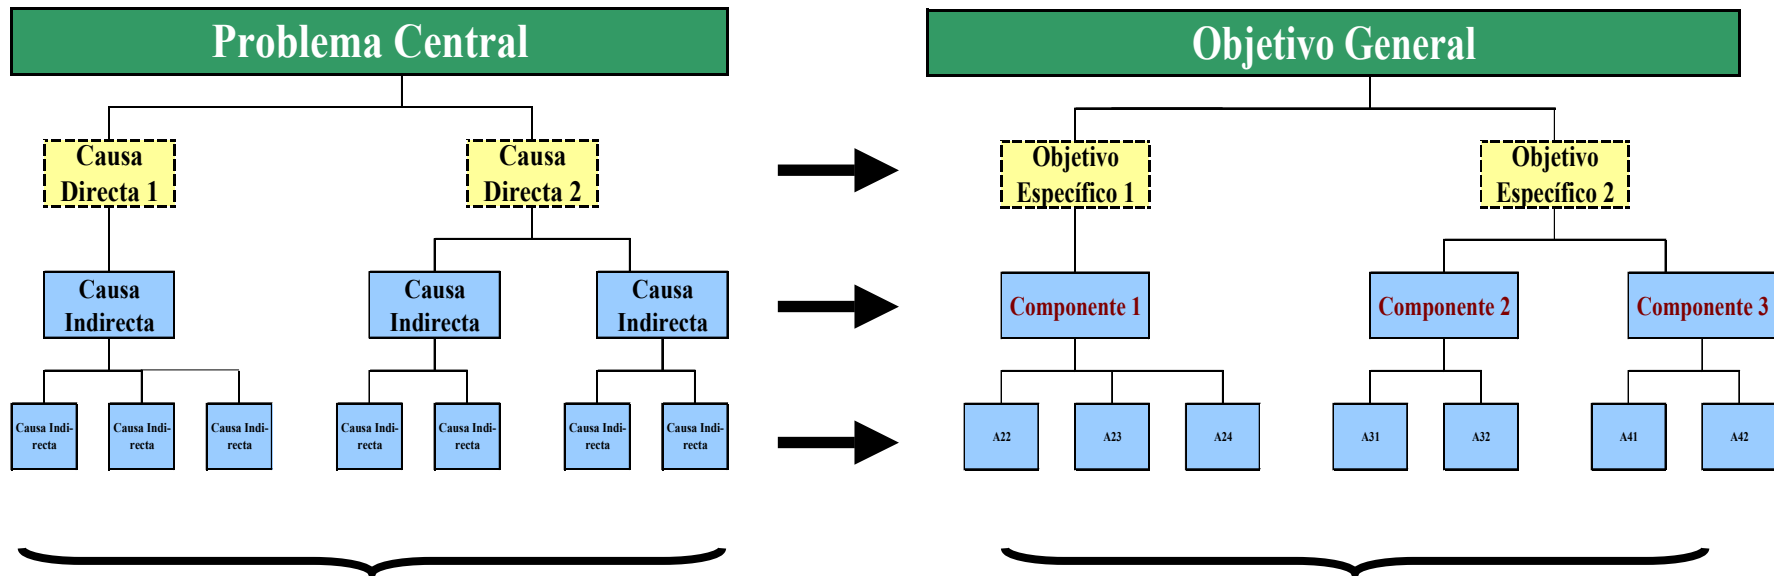 Problema Central
Causa
Directa 1
Causa
Directa 2
Causa
Indirecta
Causa
Indirecta
Causa
Indirecta
Causa Indi-
recta
Causa Indi-
recta
Causa Indi-
recta
Causa Indi-
recta
Causa Indi-
recta
Causa Indi-
recta
Causa Indi-
recta
Objetivo General
Objetivo
Específico 1
Objetivo
Específico 2
Componente 1
Componente 2
Componente 3
A22
A23
A24
A31
A32
A41
A42